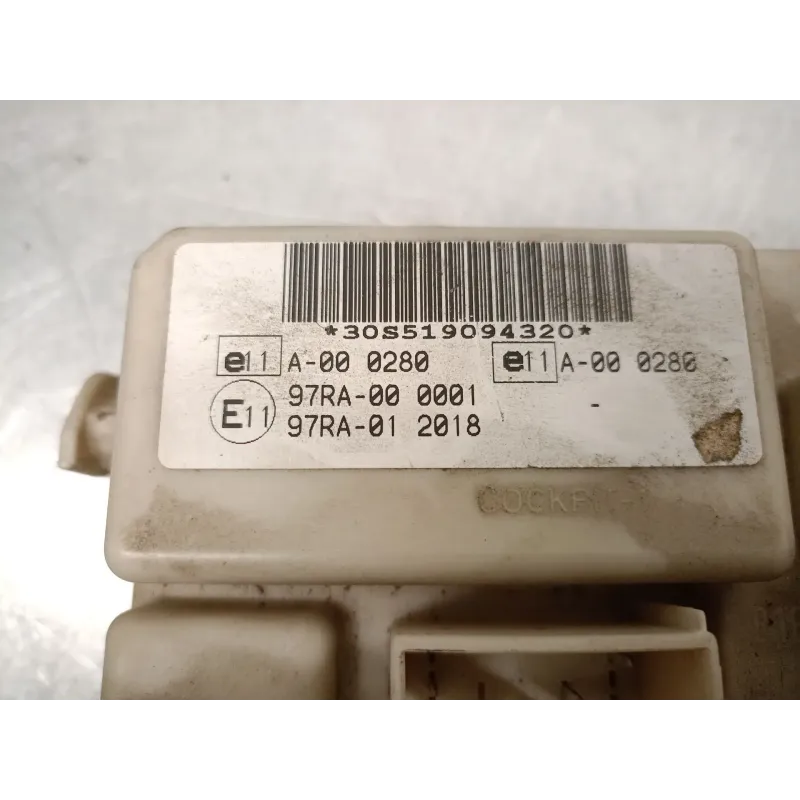 *30S519094320*
e11 A-00 0280 e11 A-00 0280
E11 97RA-00 0001 -
97RA-01 2018